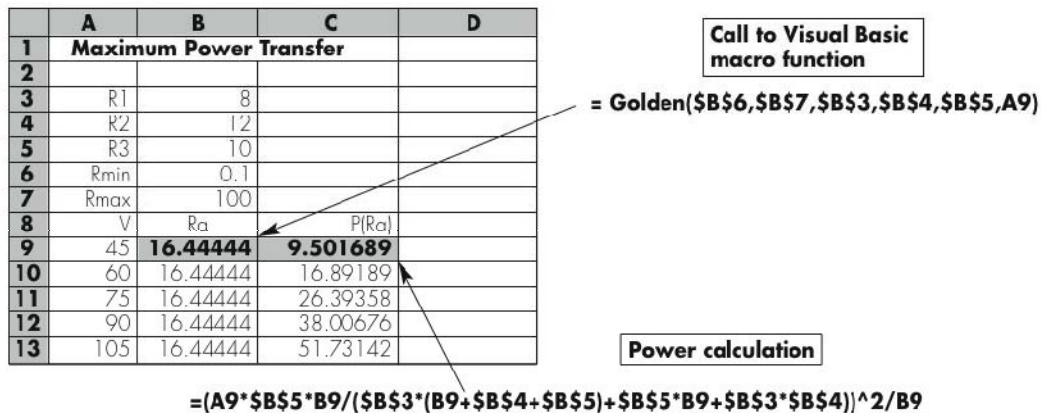 A B C D
Call to Visual Basic
macro function
1 Maximum Power Transfer
2
3 R1 8
= Golden($B$6,$B$7,$B$3,$B$4,$B$5,A9)
4 R2 12
5 R3 10
6 Rmin 0.1
7 Rmax 100
8 V Ra P(Ra)
9 45 16.44444 9.501689
10 60 16.44444 16.89189
11 75 16.44444 26.39358
12 90 16.44444 38.00676
13 105 16.44444 51.73142
Power calculation
=(A9*$B$5*B9/($B$3*(B9+$B$4+$B$5)+$B$5*B9+$B$3*$B$4))^2/B9